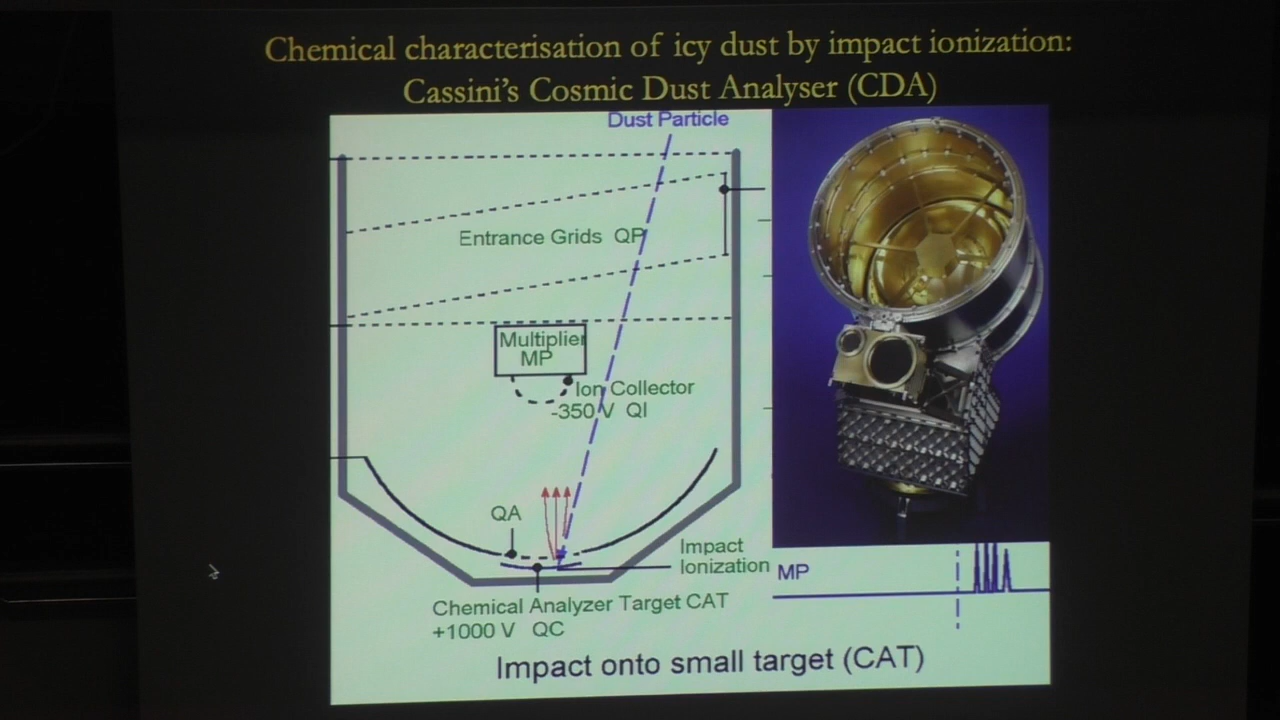 Chemical characterisation of icy dust by impact ionization:
Cassini's Cosmic Dust Analyser (CDA)
Dust Particle
Entrance Grids QP
Multiplier
MP
Ion Collector
-350 V QI
QA
Impact
Ionization
MP
Chemical Analyzer Target CAT
+1000 V QC
Impact onto small target (CAT)